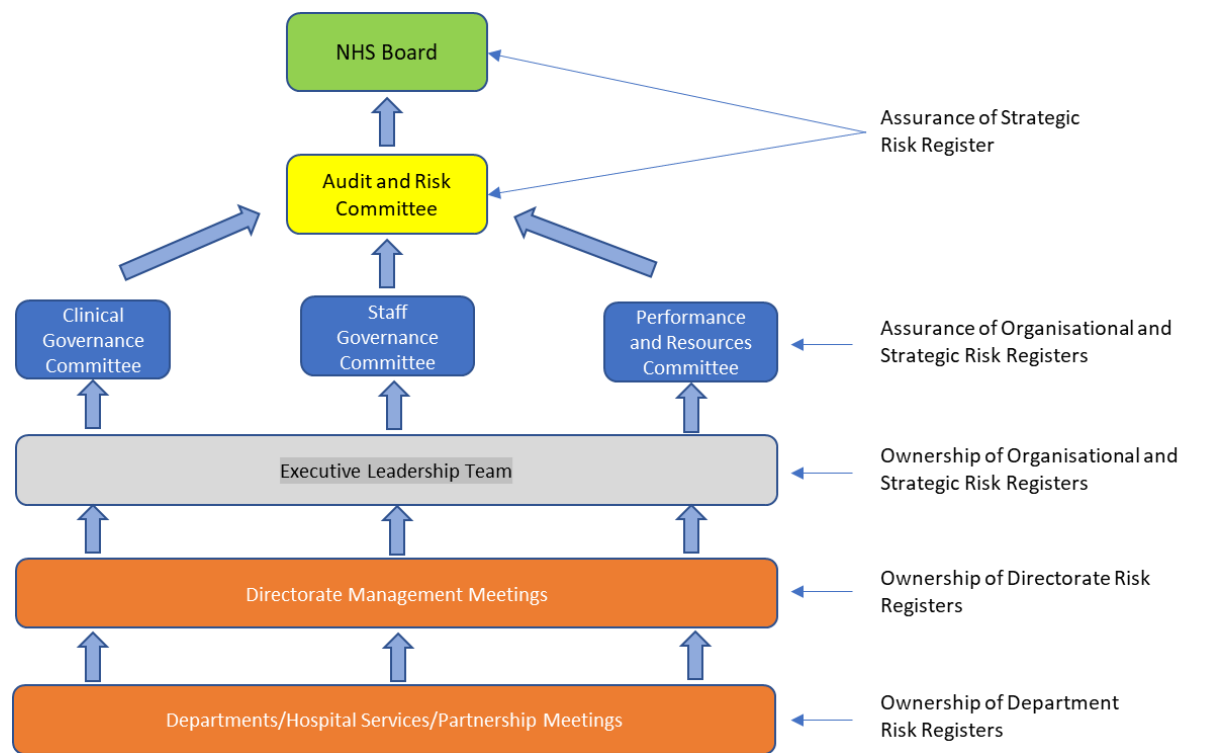 NHS Board
Assurance of Strategic
Risk Register
Audit and Risk
Committee
Clinical
Governance
Committee
Staff
Governance
Committee
Performance
and Resources
Committee
Assurance of Organisational and
Strategic Risk Registers
Executive Leadership Team
Ownership of Organisational and
Strategic Risk Registers
Directorate Management Meetings
Ownership of Directorate Risk
Registers
Departments/Hospital Services/Partnership Meetings
Ownership of Department
Risk Registers